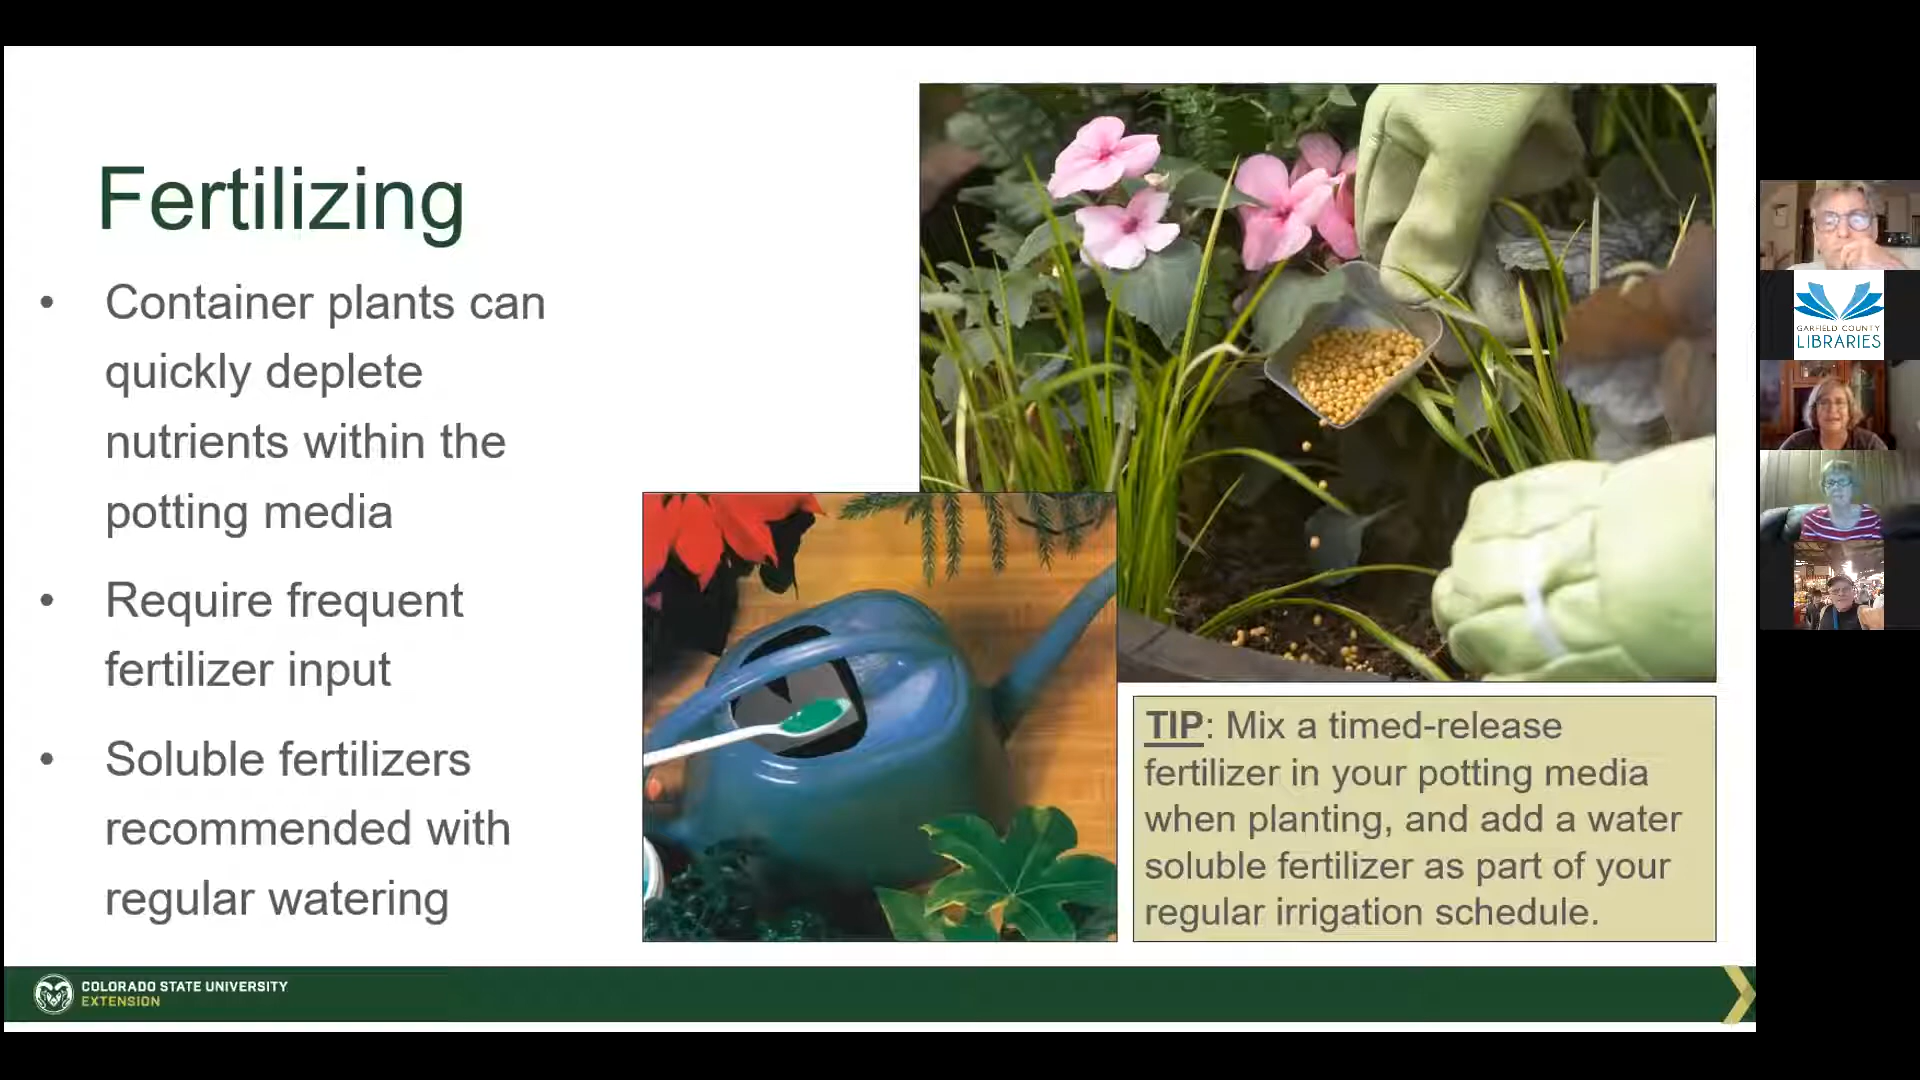 Fertilizing
• Container plants can
quickly deplete
nutrients within the
potting media
• Require frequent
fertilizer input
• Soluble fertilizers
recommended with
regular watering
TIP: Mix a timed-release
fertilizer in your potting media
when planting, and add a water
soluble fertilizer as part of your
regular irrigation schedule.
COLORADO STATE UNIVERSITY
EXTENSION
GARFIELD COUNTY
LIBRARIES